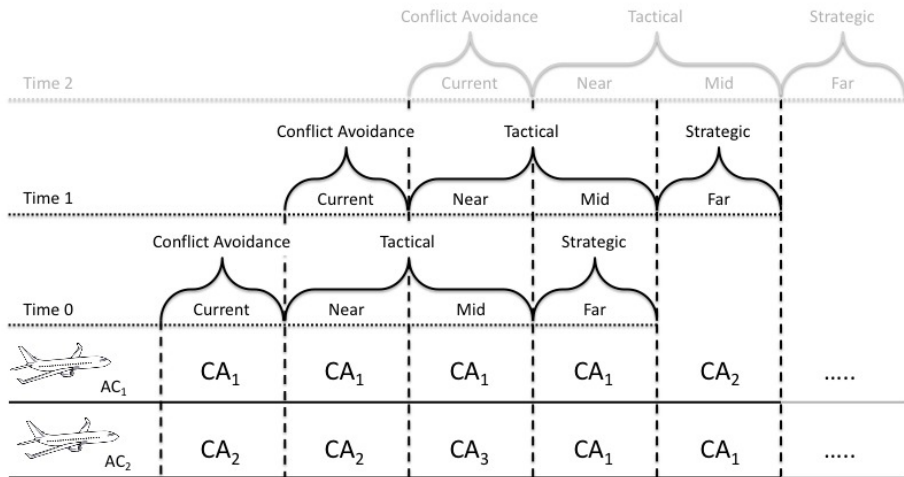 Conflict Avoidance Tactical Strategic
Time 2 Current Near Mid Far
Conflict Avoidance Tactical Strategic
Time 1 Current Near Mid Far
Conflict Avoidance Tactical Strategic
Time 0 Current Near Mid Far
AC₁ CA₁ CA₁ CA₁ CA₁ CA₂ .....
AC₂ CA₂ CA₂ CA₃ CA₁ CA₁ .....